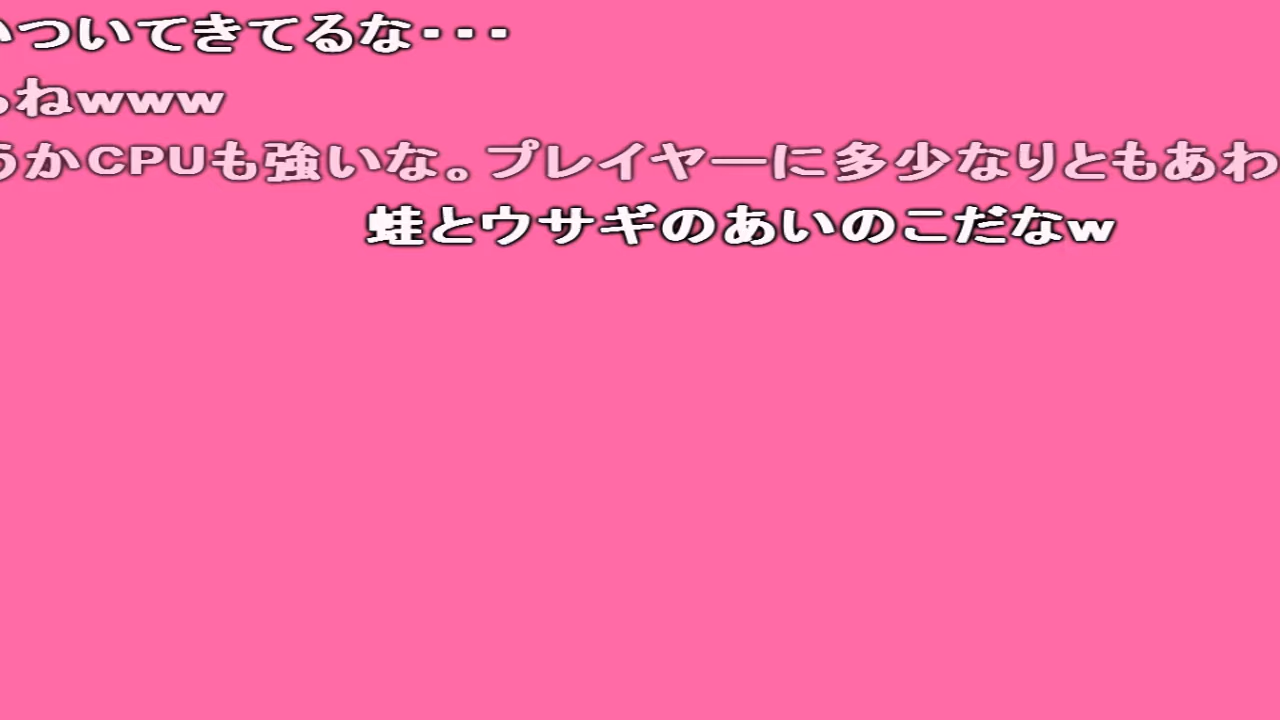 ついてきてるな･･･
ねwww
うかCPUも強いな。プレイヤーに多少なりともあわ
蛙とウサギのあいのこだなw